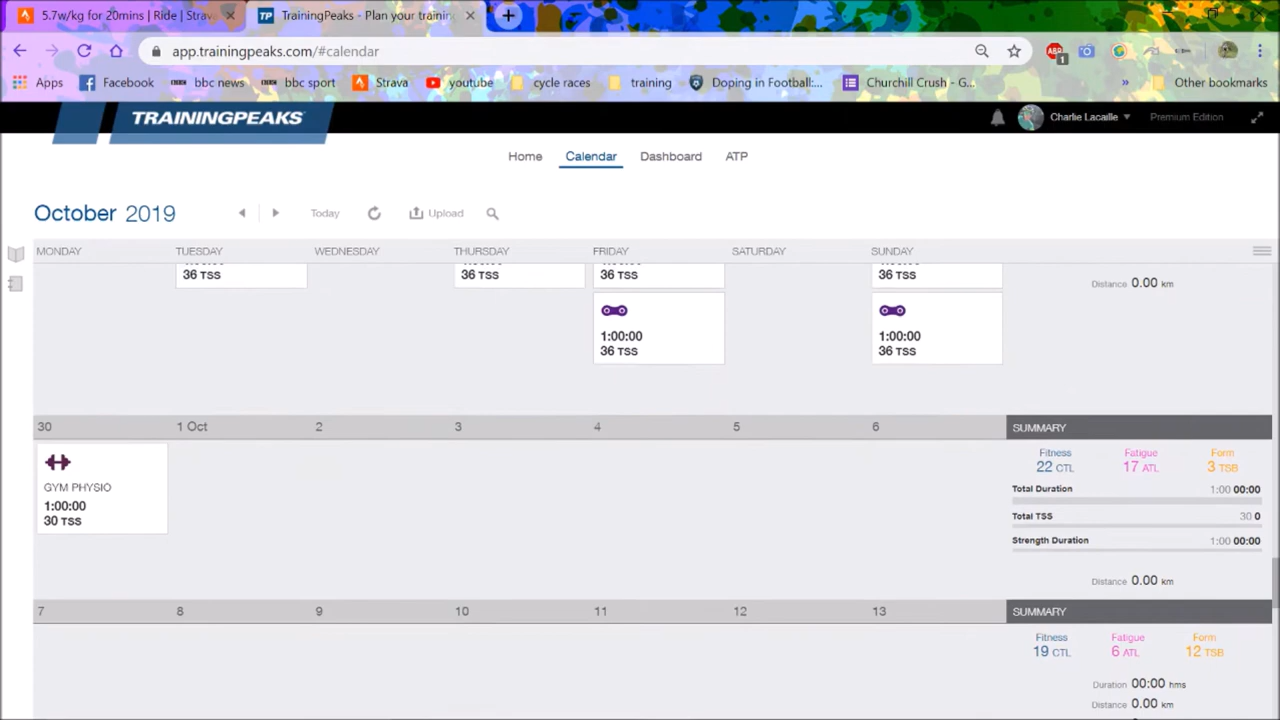 5.7w/kg for 20mins | Ride | Strav
TrainingPeaks - Plan your trainin
app.trainingpeaks.com/#calendar
Apps Facebook bbc news bbc sport Strava youtube cycle races training Doping in Football:... Churchill Crush - G... » Other bookmarks
TRAININGPEAKS
Charlie Lacaille Premium Edition
Home Calendar Dashboard ATP
October 2019 Today Upload
MONDAY TUESDAY WEDNESDAY THURSDAY FRIDAY SATURDAY SUNDAY
36 TSS 36 TSS 36 TSS 36 TSS
Distance 0.00 km
1:00:00 1:00:00
36 TSS 36 TSS
30 1 Oct 2 3 4 5 6 SUMMARY
Fitness Fatigue Form
22 CTL 17 ATL 3 TSB
GYM PHYSIO
1:00:00
30 TSS
Total Duration 1:00 00:00
Total TSS 30 0
Strength Duration 1:00 00:00
Distance 0.00 km
7 8 9 10 11 12 13 SUMMARY
Fitness Fatigue Form
19 CTL 6 ATL 12 TSB
Duration 00:00 hms
Distance 0.00 km